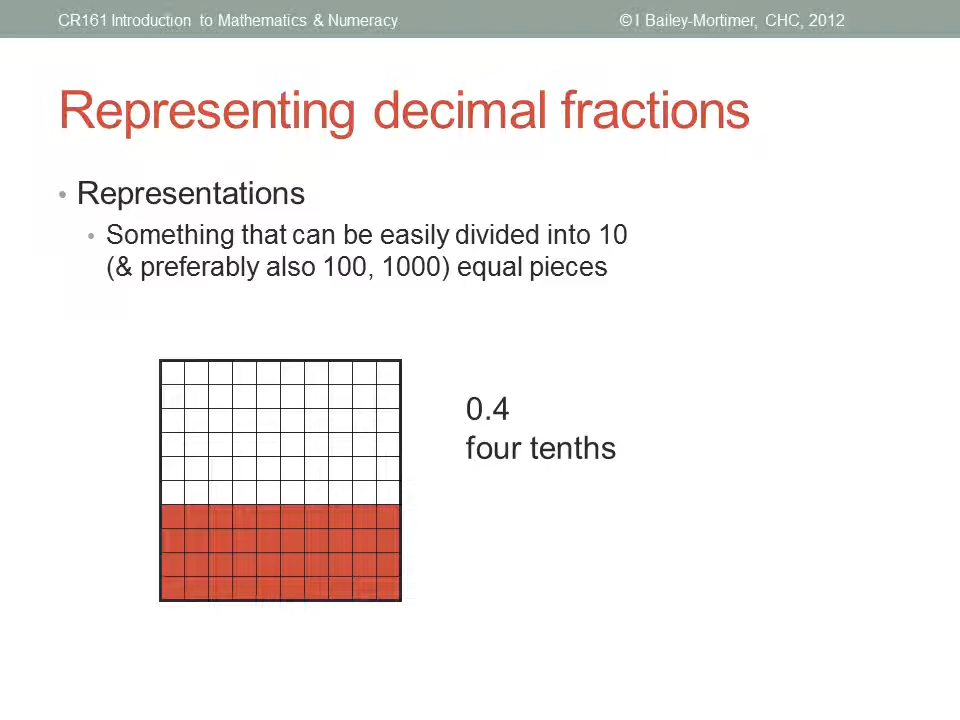 CR161 Introduction to Mathematics & Numeracy
© I Bailey-Mortimer, CHC, 2012
Representing decimal fractions
• Representations
• Something that can be easily divided into 10
(& preferably also 100, 1000) equal pieces
0.4
four tenths